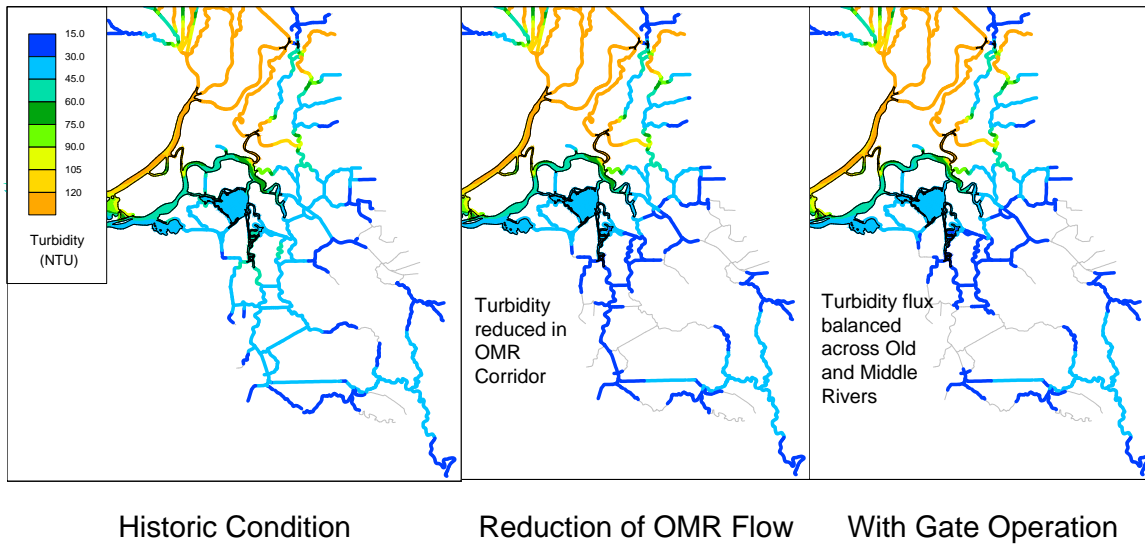 15.0
30.0
45.0
60.0
75.0
90.0
105
120
Turbidity
(NTU)
Turbidity
reduced in
OMR
Corridor
Turbidity flux
balanced
across Old
and Middle
Rivers
Historic Condition
Reduction of OMR Flow
With Gate Operation